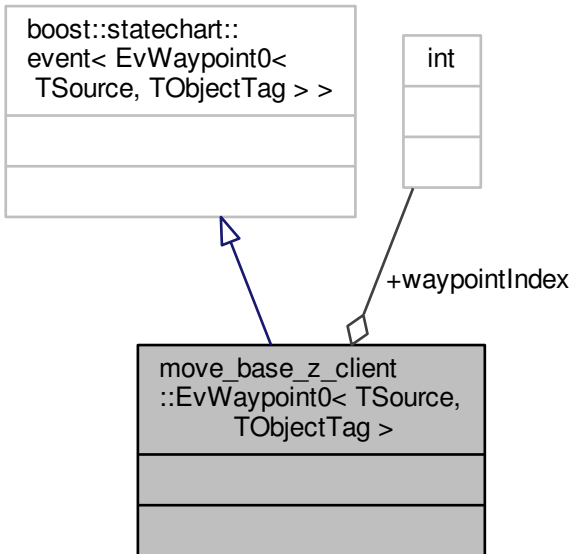 boost::statechart::
event< EvWaypoint0<
TSource, TObjectTag > >
int
+waypointIndex
move_base_z_client
::EvWaypoint0< TSource,
TObjectTag >